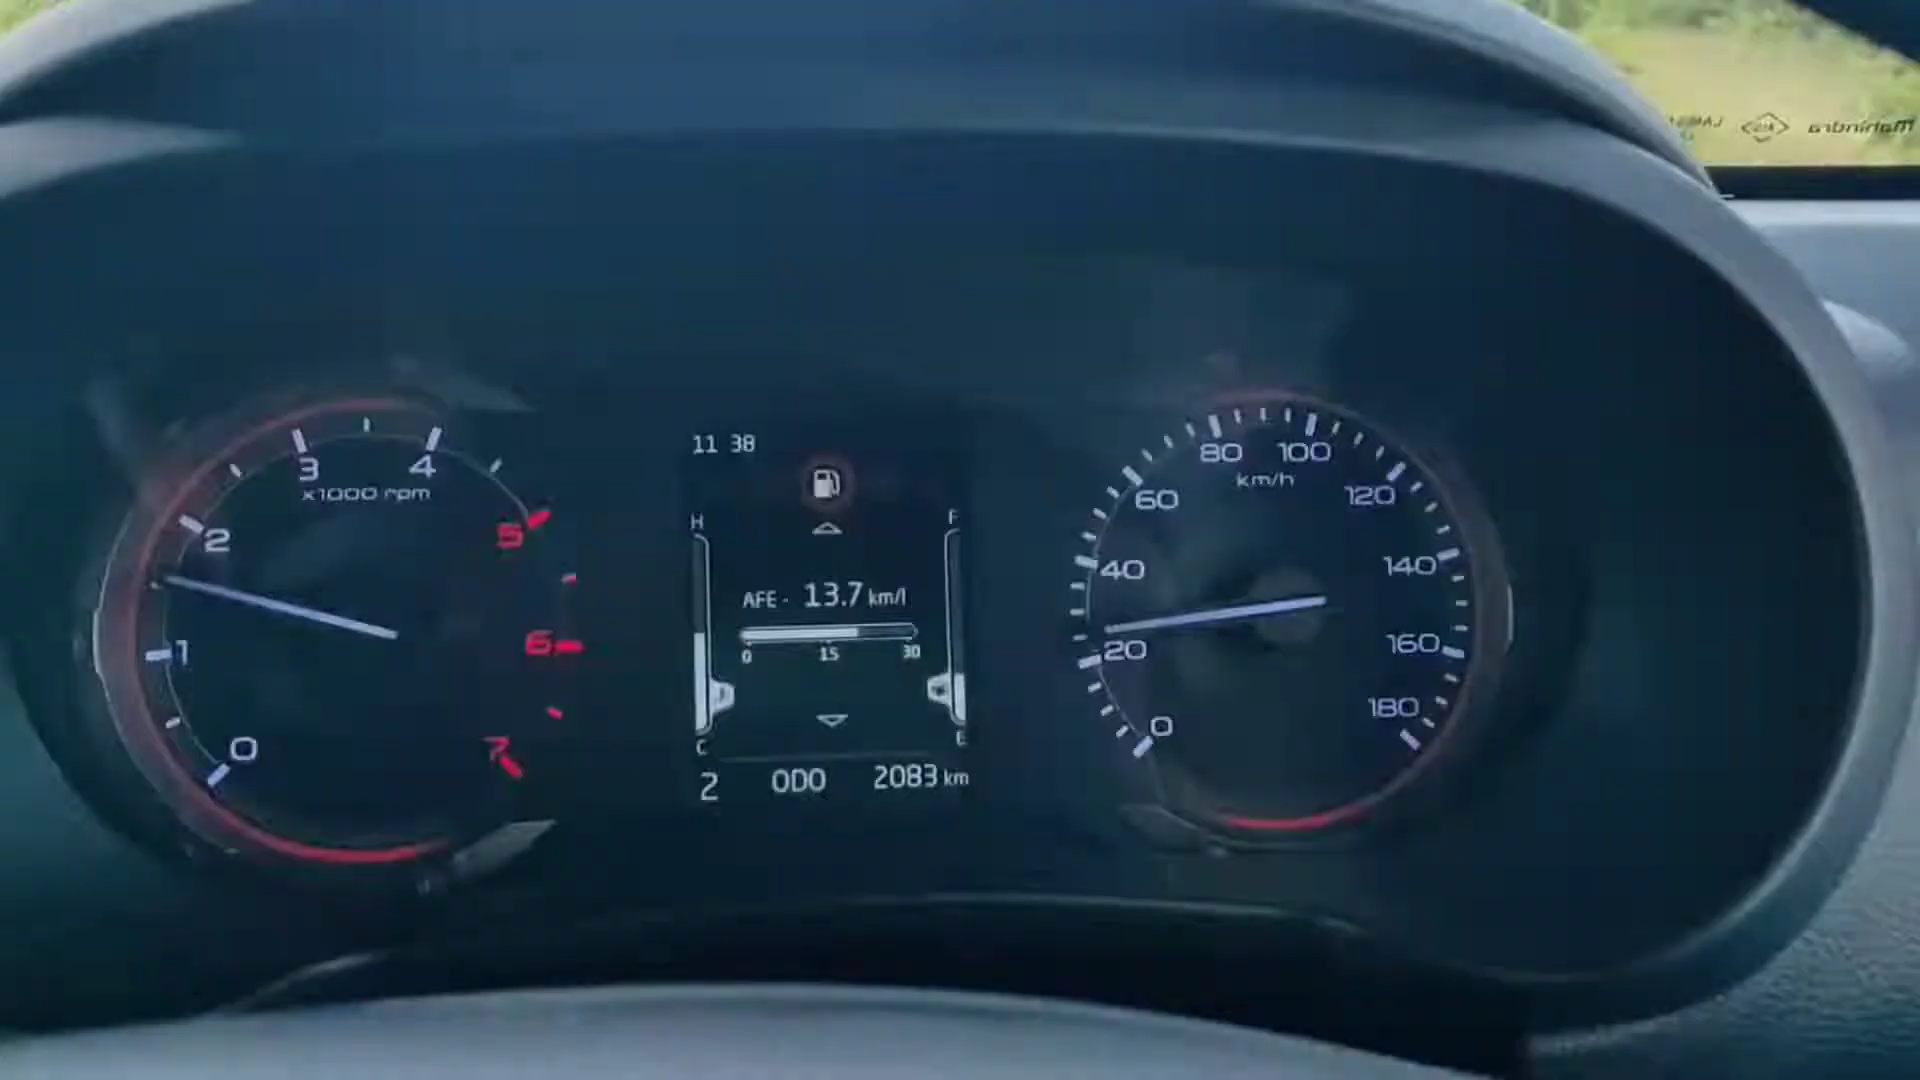 Mahindra AIS
11 38
3 4
x1000 rpm
2 5
1 6
0 7
H F
AFE - 13.7 km/l
0 15 30
C E
2 ODO 2083 km
80 100
km/h
60 120
40 140
20 160
0 180